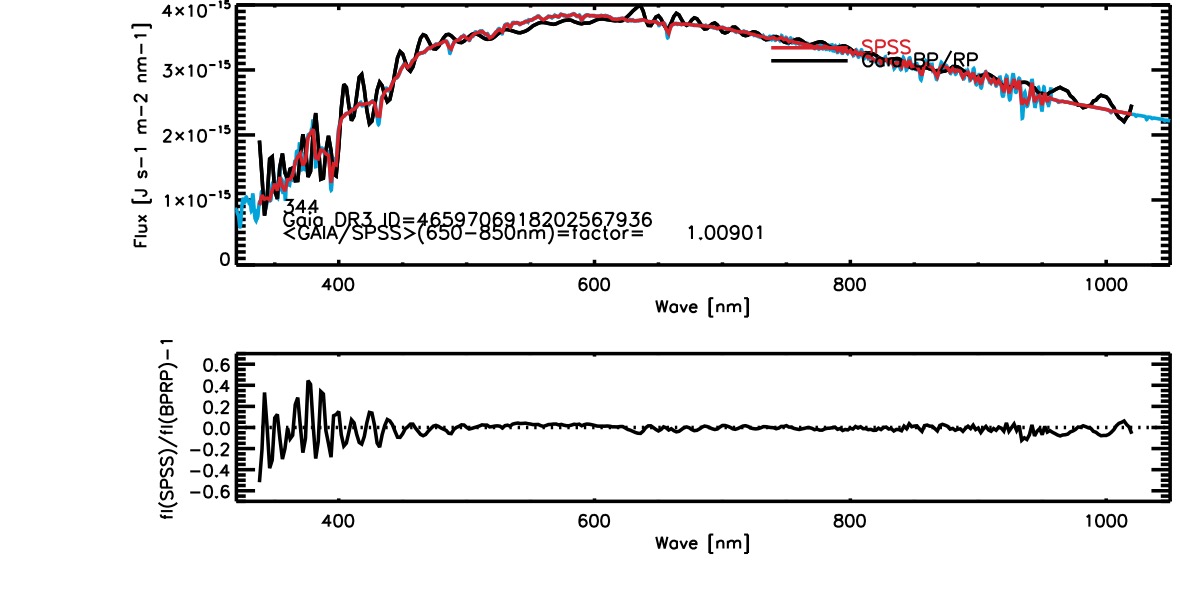 4×10−15
3×10−15
2×10−15
1×10−15
0
Flux [J s−1 m−2 nm−1]
SPSS
Gaia BP/RP
344
Gaia DR3 ID=4659706918202567936
<GAIA/SPSS>(650−850nm)=factor= 1.00901
400 600 800 1000
Wave [nm]
fl(SPSS)/fl(BPRP)−1
0.6
0.4
0.2
0.0
−0.2
−0.4
−0.6
400 600 800 1000
Wave [nm]